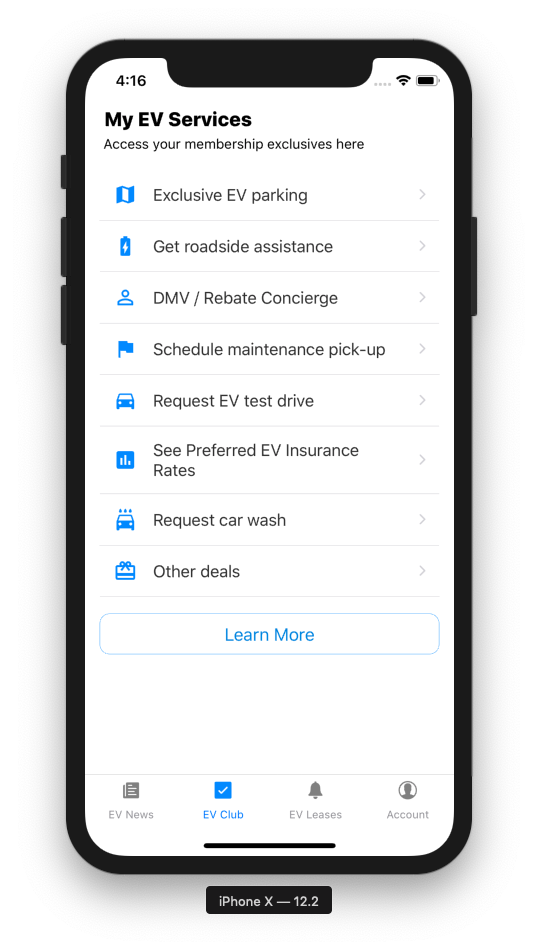 4:16
My EV Services
Access your membership exclusives here
Exclusive EV parking
Get roadside assistance
DMV / Rebate Concierge
Schedule maintenance pick-up
Request EV test drive
See Preferred EV Insurance
Rates
Request car wash
Other deals
Learn More
EV News
EV Club
EV Leases
Account
iPhone X — 12.2